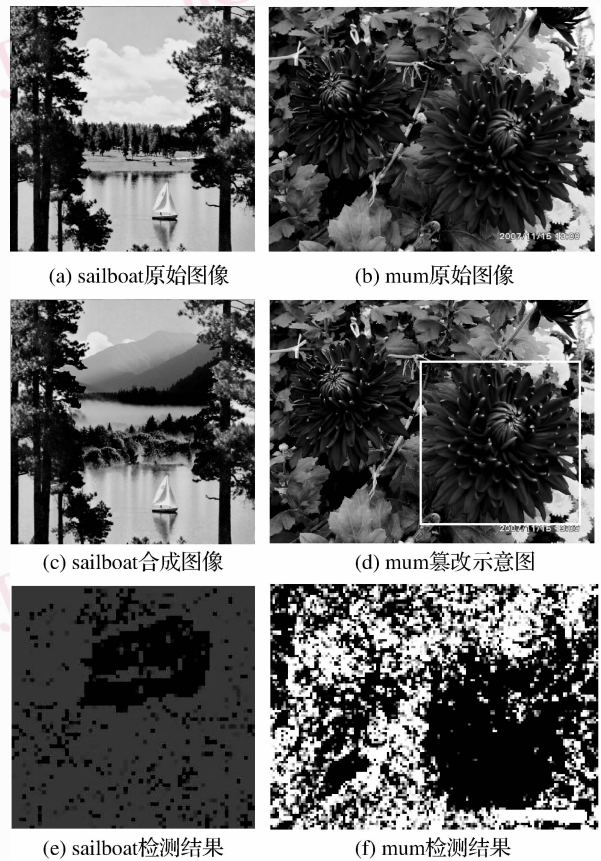 (a) sailboat原始图像
(b) mum原始图像
(c) sailboat合成图像
(d) mum篡改示意图
(e) sailboat检测结果
(f) mum检测结果